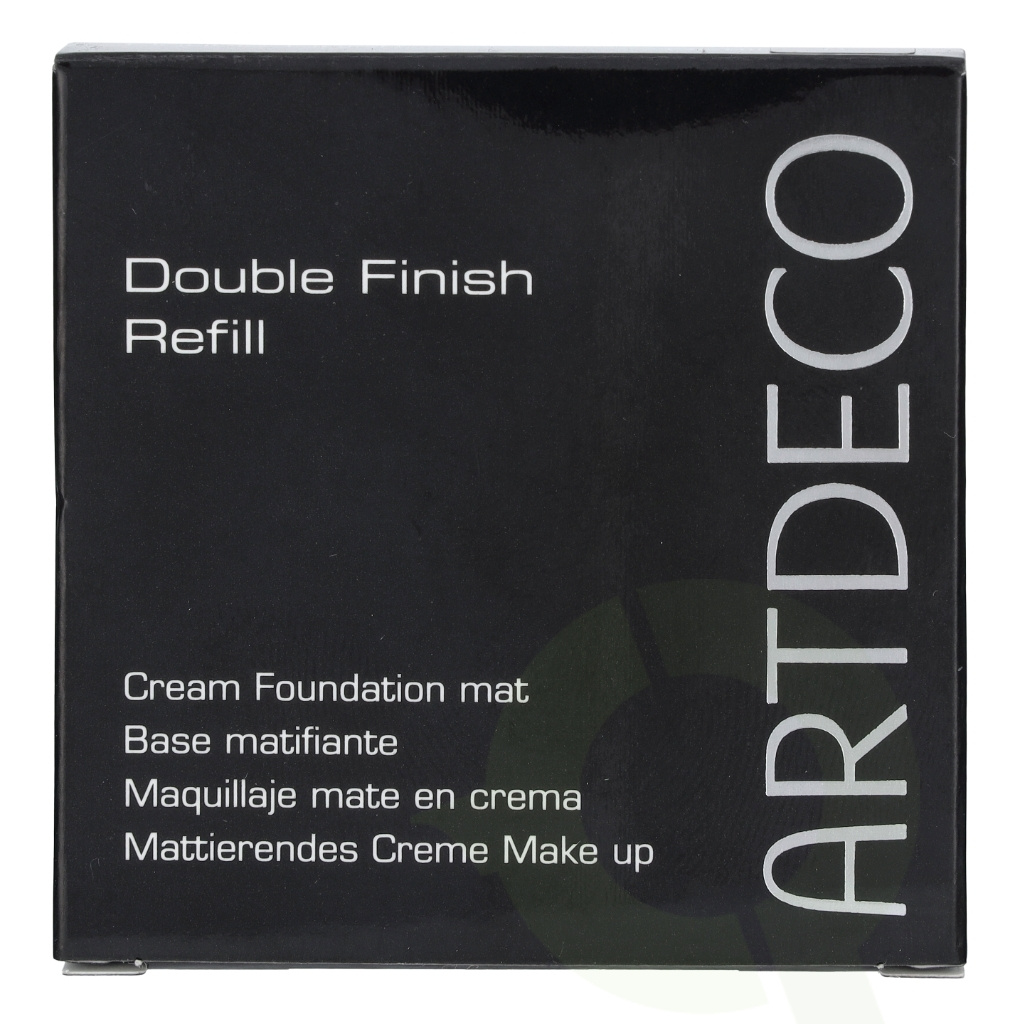 Double Finish
Refill
ARTDECO
Cream Foundation mat
Base matifiante
Maquillaje mate en crema
Mattierendes Creme Make up